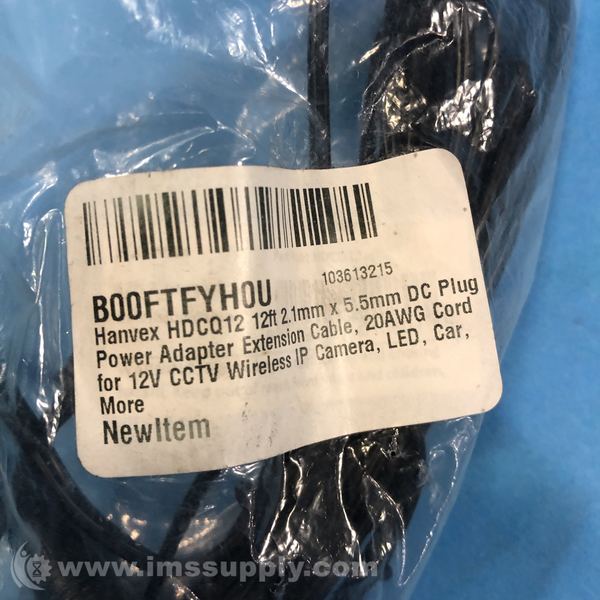 B00FTFYH0U
103613215
Hanvex HDCQ12 12ft 2.1mm x 5.5mm DC Plug
Power Adapter Extension Cable, 20AWG Cord
for 12V CCTV Wireless IP Camera, LED, Car,
More
NewItem
www.imssupply.com